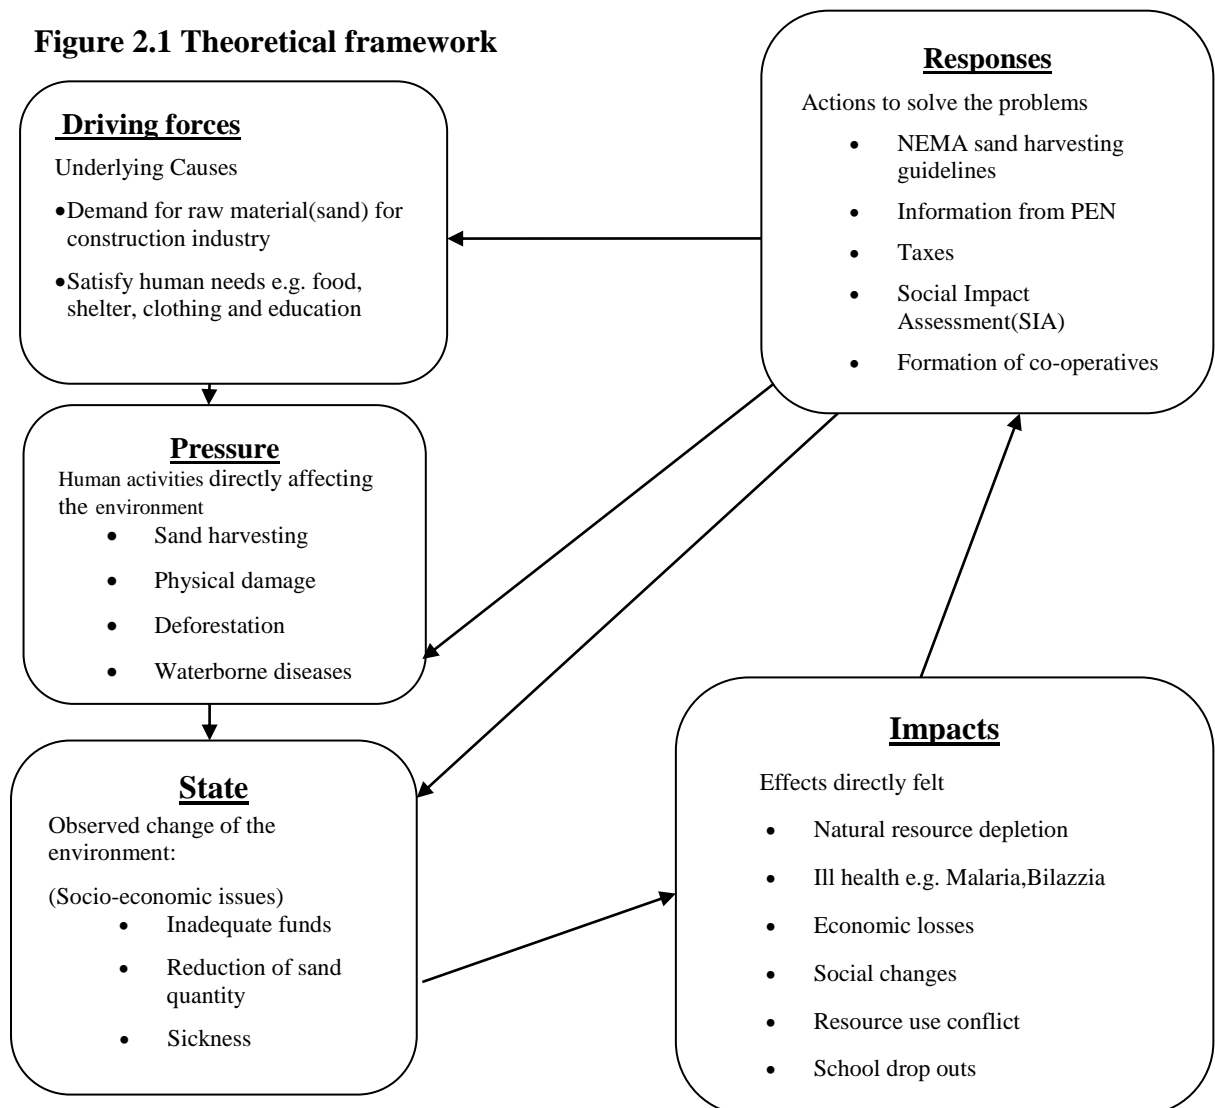 Figure 2.1 Theoretical framework
Driving forces
Underlying Causes
•Demand for raw material(sand) for
construction industry
•Satisfy human needs e.g. food,
shelter, clothing and education
Pressure
Human activities directly affecting
the environment
• Sand harvesting
• Physical damage
• Deforestation
• Waterborne diseases
State
Observed change of the
environment:
(Socio-economic issues)
• Inadequate funds
• Reduction of sand
quantity
• Sickness
Impacts
Effects directly felt
• Natural resource depletion
• Ill health e.g. Malaria,Bilazzia
• Economic losses
• Social changes
• Resource use conflict
• School drop outs
Responses
Actions to solve the problems
• NEMA sand harvesting
guidelines
• Information from PEN
• Taxes
• Social Impact
Assessment(SIA)
• Formation of co-operatives